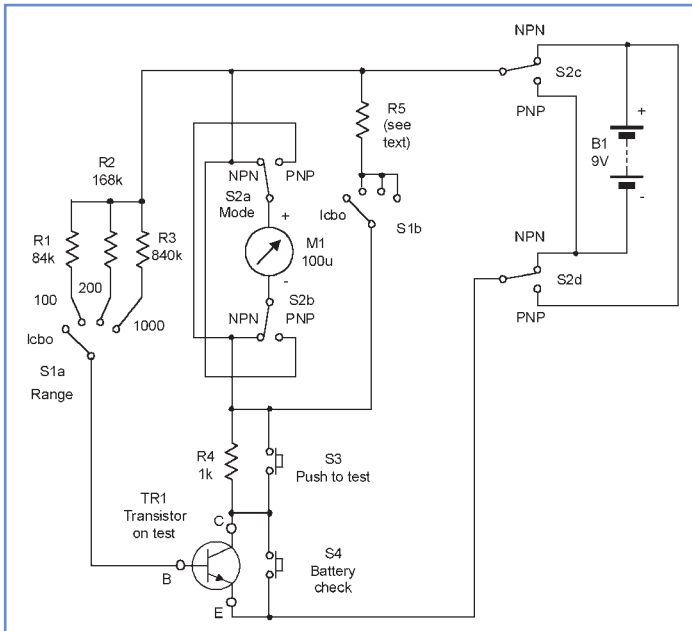 NPN
S2c
PNP
+
B1
9V
-
R5
(see
text)
R2
168k
NPN
PNP
S2a
Mode
+
Icbo
S1b
R1
84k
R3
840k
M1
100u
-
S2b
NPN
PNP
NPN
S2d
PNP
100
200
1000
Icbo
S1a
Range
R4
1k
S3
Push to test
TR1
Transistor
on test
C
B
E
S4
Battery
check